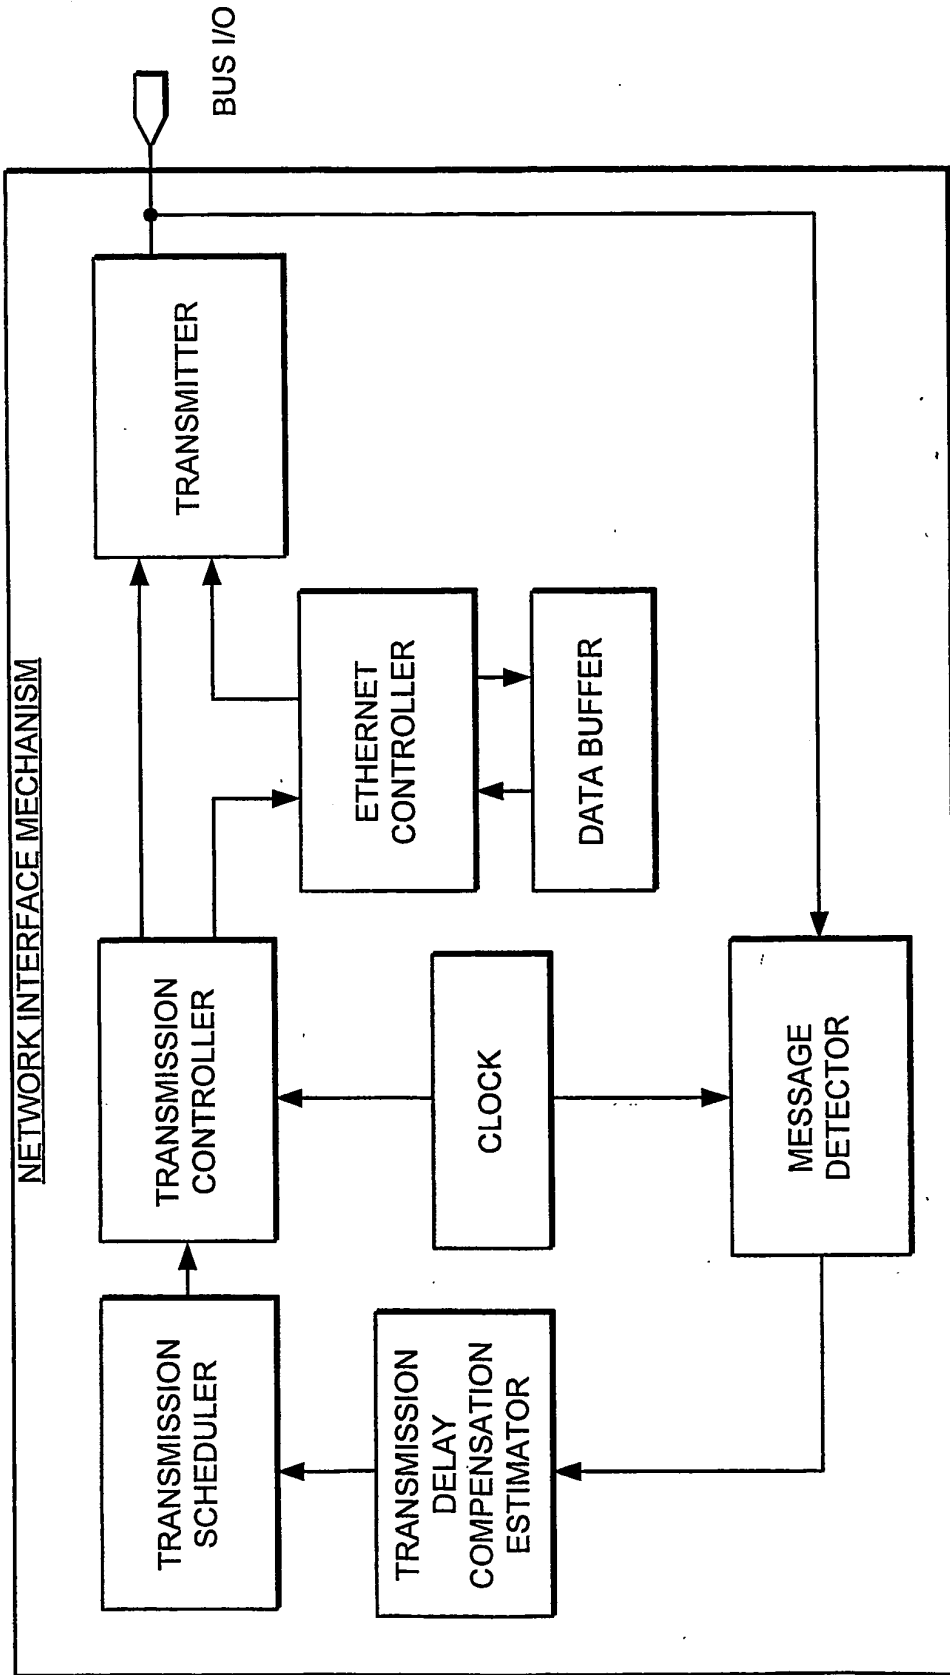 NETWORK INTERFACE MECHANISM
TRANSMISSION
SCHEDULER
TRANSMISSION
CONTROLLER
TRANSMITTER
BUS I/O
TRANSMISSION
DELAY
COMPENSATION
ESTIMATOR
CLOCK
ETHERNET
CONTROLLER
DATA BUFFER
MESSAGE
DETECTOR